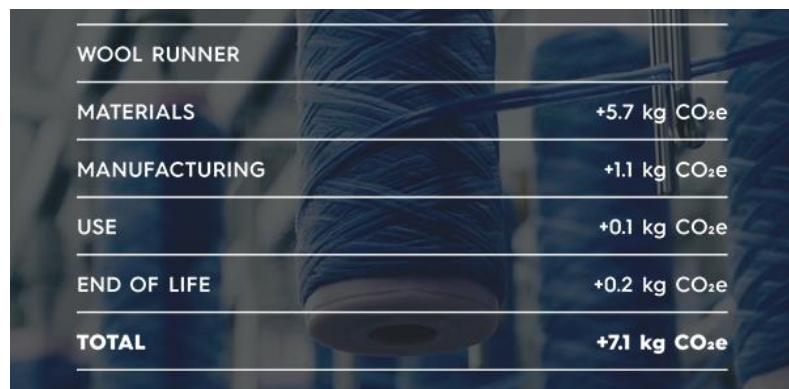 WOOL RUNNER
MATERIALS +5.7 kg CO₂e
MANUFACTURING +1.1 kg CO₂e
USE +0.1 kg CO₂e
END OF LIFE +0.2 kg CO₂e
TOTAL +7.1 kg CO₂e